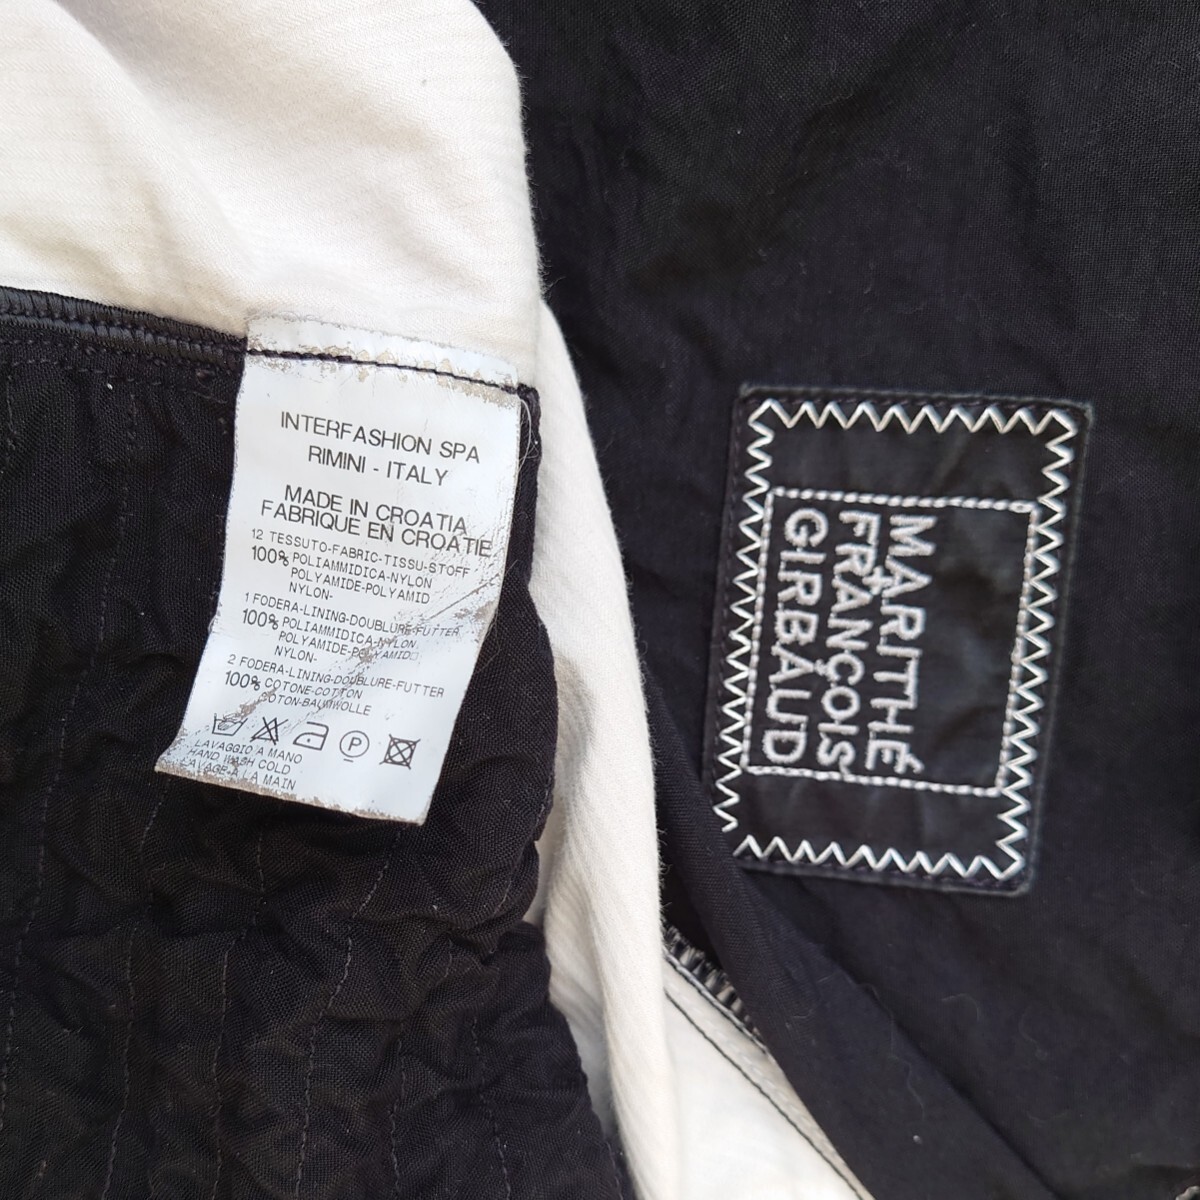 INTERFASHION SPA
RIMINI - ITALY
MADE IN CROATIA
FABRIQUE EN CROATIE
12 TESSUTO-FABRIC-TISSU-STOFF
100% POLIAMMIDICA-NYLON
POLYAMIDE-POLYAMID
NYLON-
1 FODERA-LINING-DOUBLURE-FUTTER
100% POLIAMMIDICA-NYLON
POLYAMIDE-POLYAMID
NYLON-
2 FODERA-LINING-DOUBLURE-FUTTER
100% COTONE-COTTON
COTON-BAUMWOLLE
P
LAVAGGIO A MANO
HAND WASH COLD
LAVAGE A LA MAIN
MARITHÉ
+
FRANÇOIS
GIRBAUD